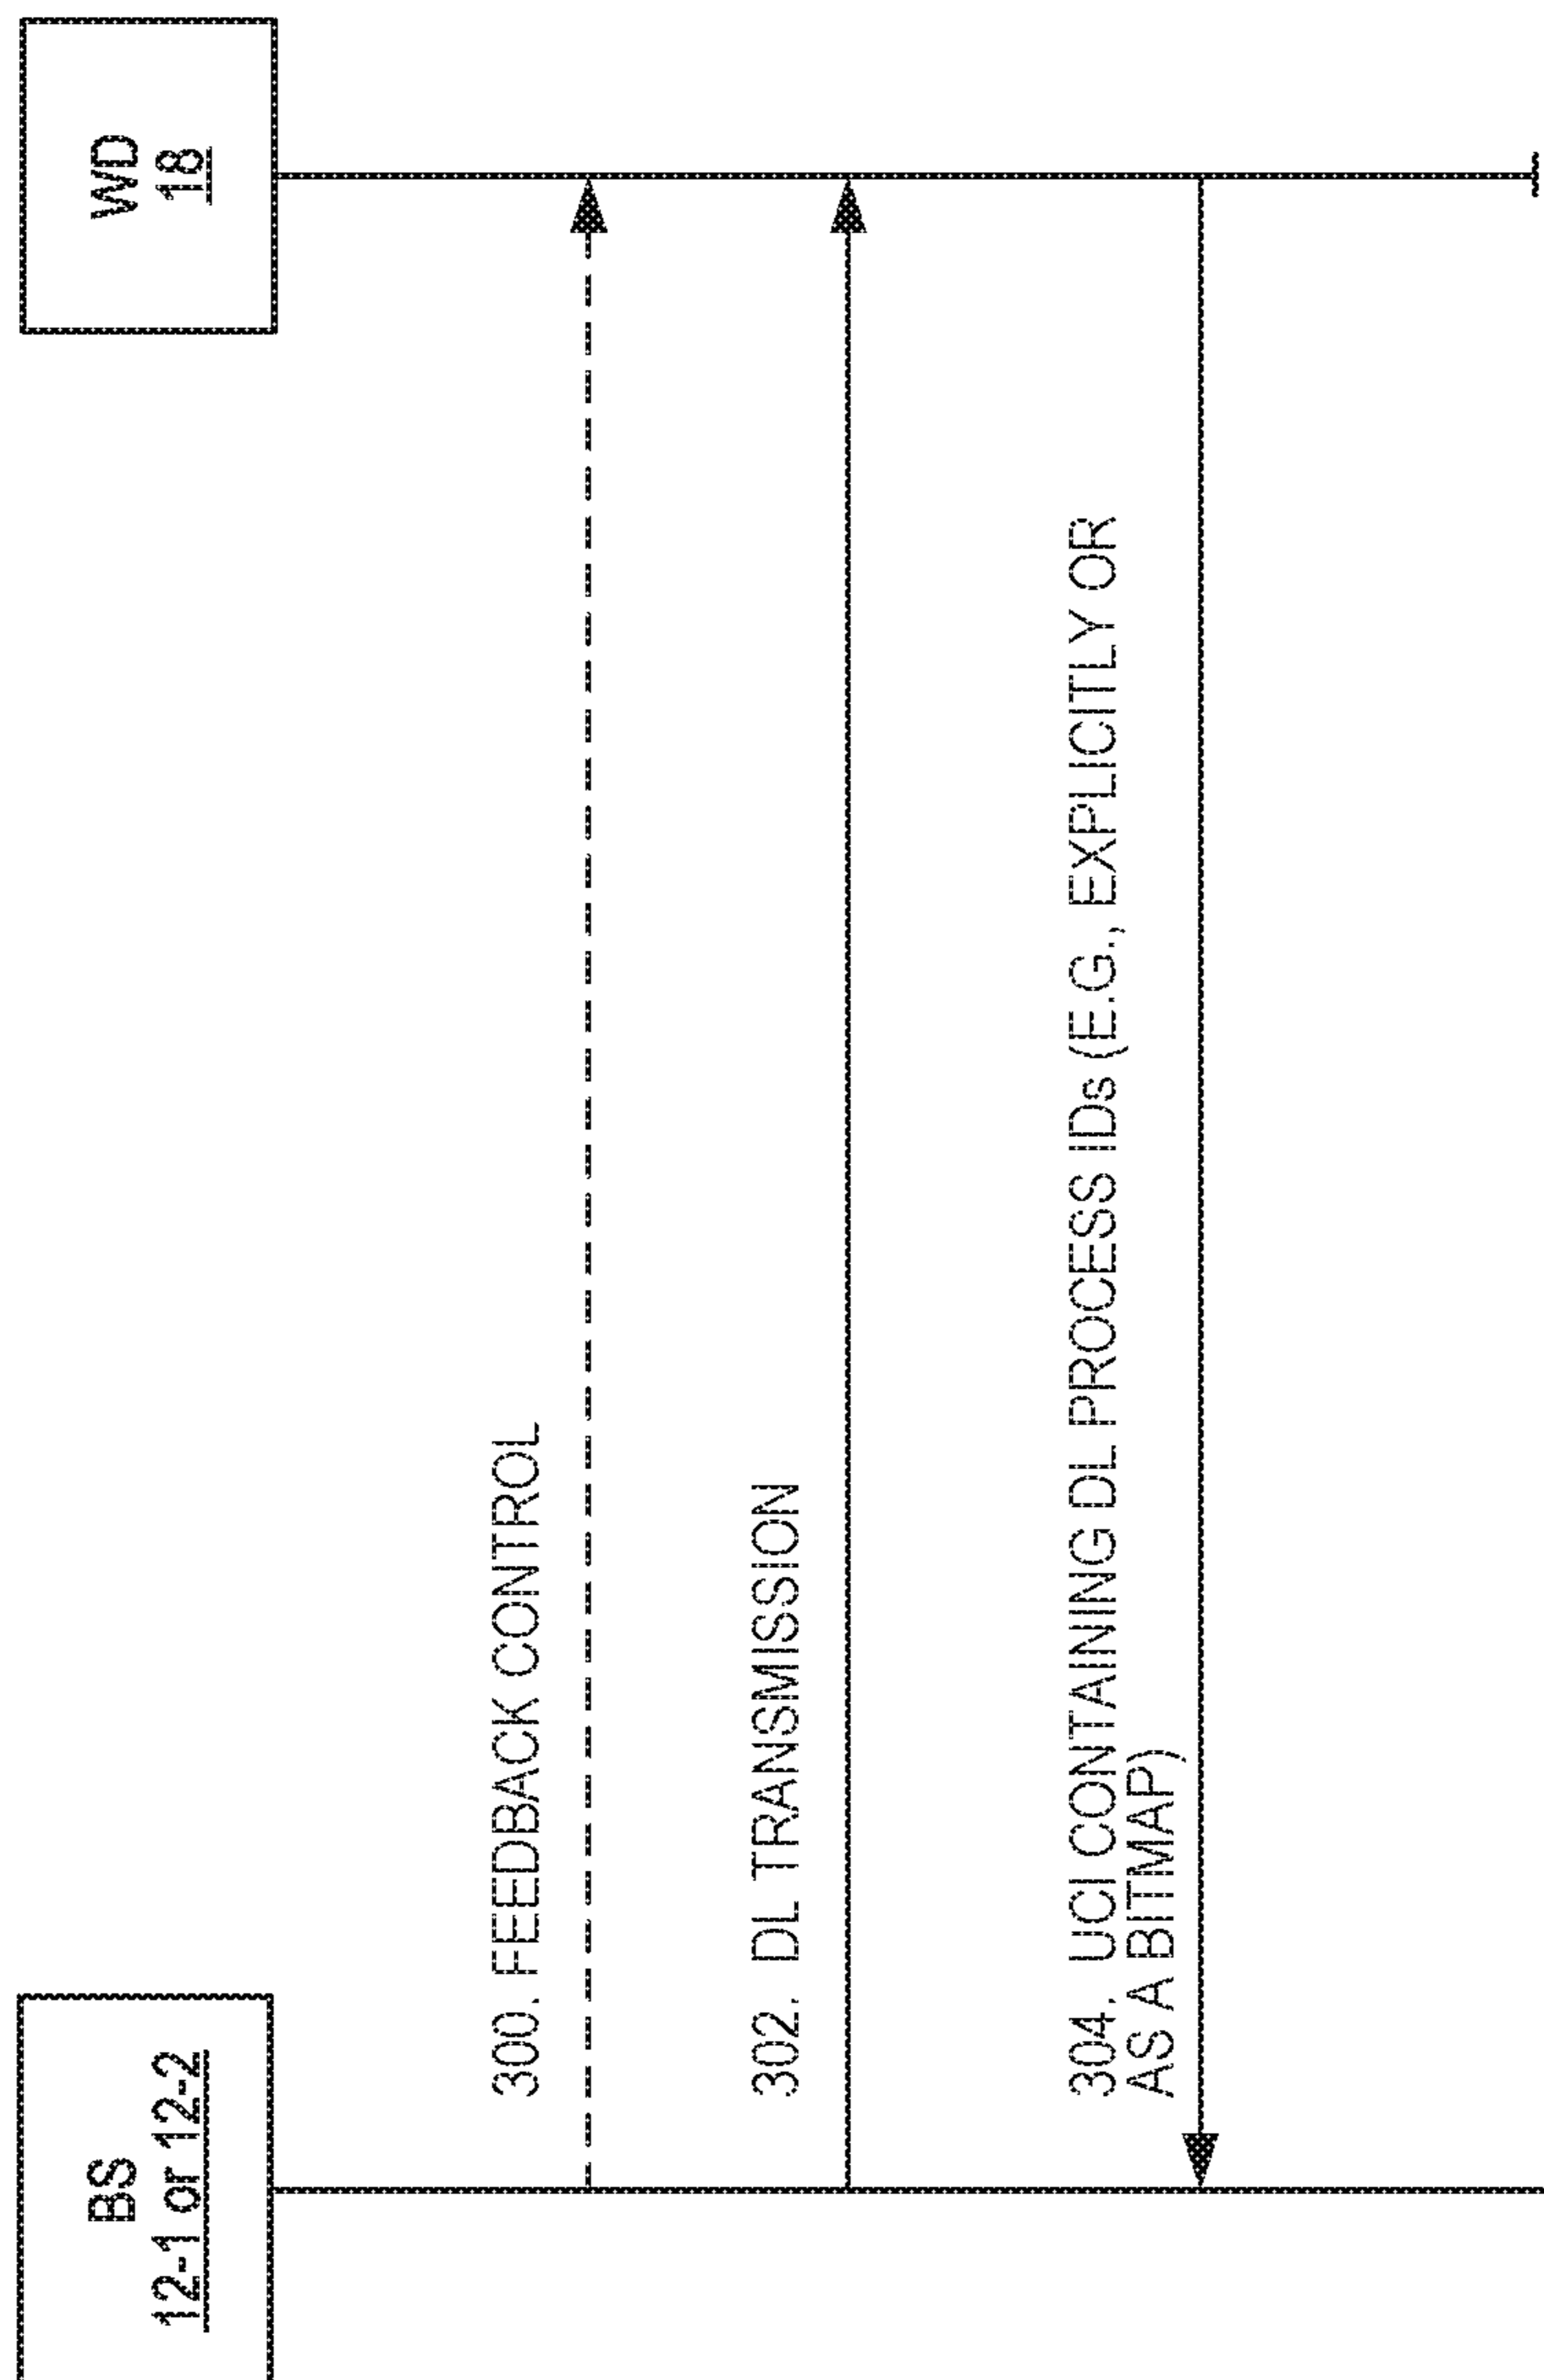 BS
12-1 or 12-2
WD
18
300. FEEDBACK CONTROL
302. DL TRANSMISSION
304. UCI CONTAINING DL PROCESS IDs (E.G., EXPLICITLY OR
AS A BITMAP)